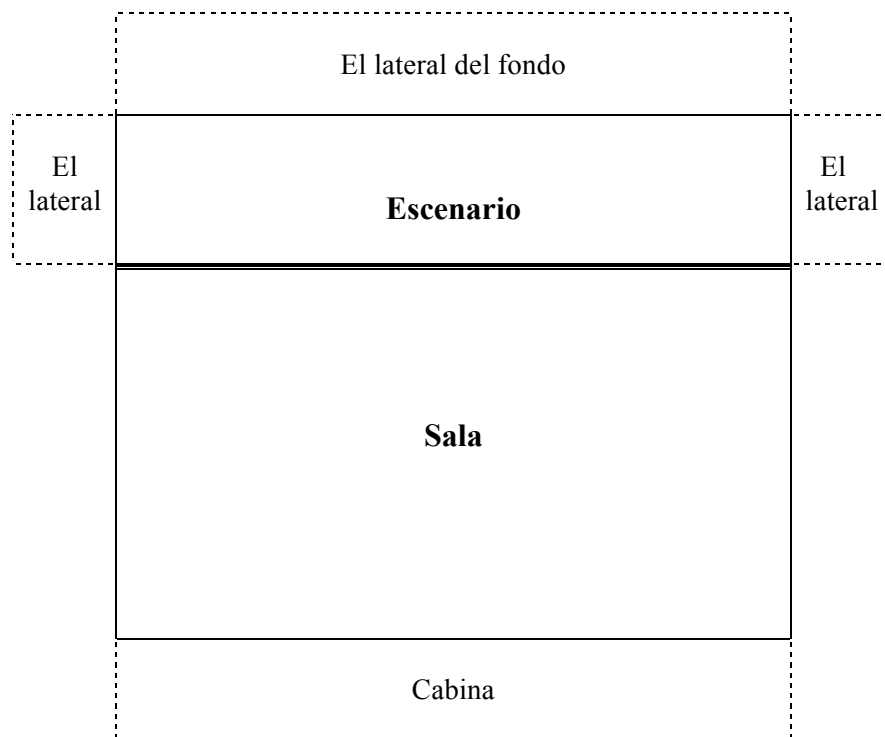 El lateral del fondo
El
lateral
Escenario
El
lateral
Sala
Cabina